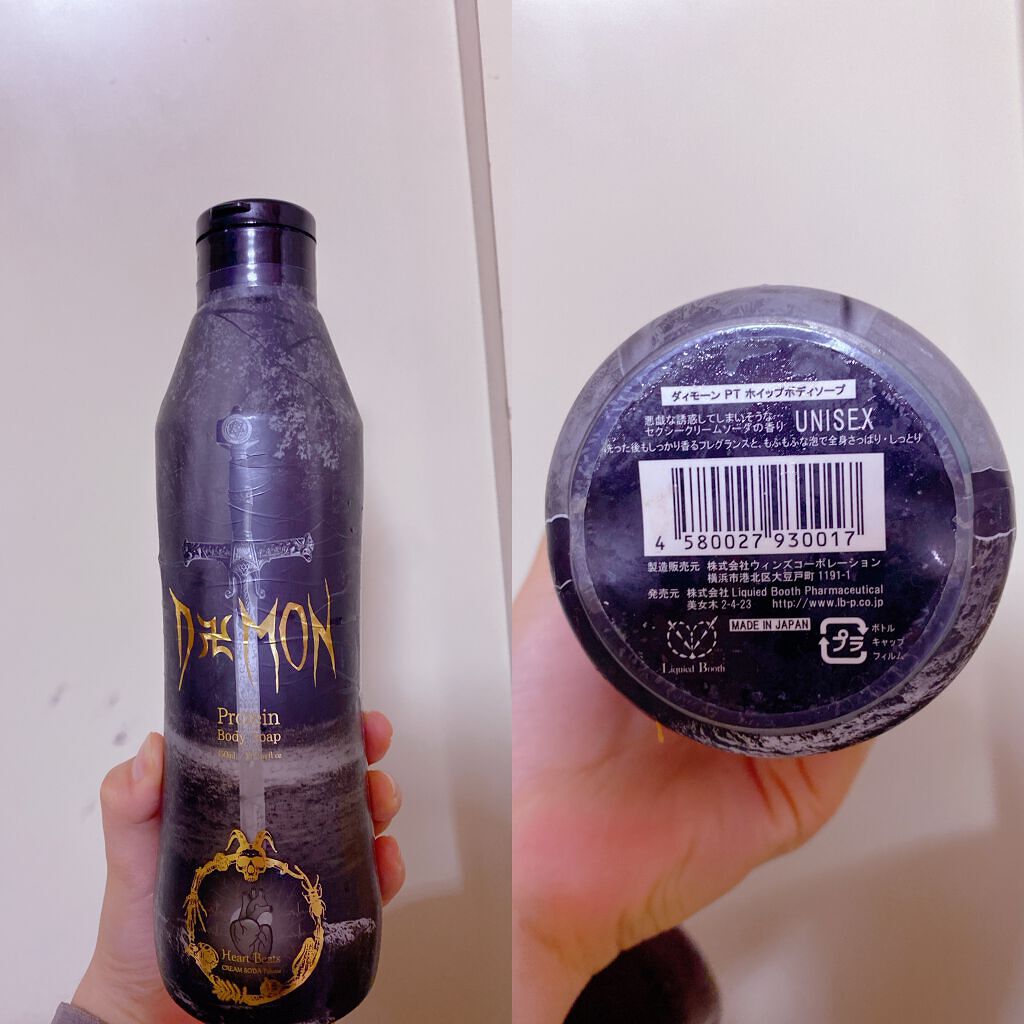 DÆMON
Protein
Body Soap
Heart Beats
CREAM SODA
ダィモーン PT ホイップボディソープ
悪戯な誘惑してしまいそうな…
セクシークリームソーダの香り UNISEX
洗った後もしっかり香るフレグランスと、もふもふな泡で全身さっぱり・しっとり
4 580027 930017
製造販売元 株式会社ウィンズコーポレーション
横浜市港北区大豆戸町 1191-1
発売元 株式会社 Liquied Booth Pharmaceutical
美女木 2-4-23 http://www.lb-p.co.jp
MADE IN JAPAN
Liquied Booth
プラ
ボトル
キャップ
フィルム